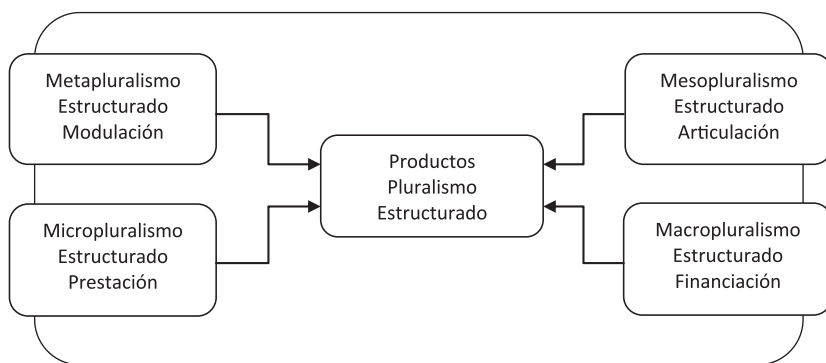 Metapluralismo
Estructurado
Modulación
Mesopluralismo
Estructurado
Articulación
Productos
Pluralismo
Estructurado
Micropluralismo
Estructurado
Prestación
Macropluralismo
Estructurado
Financiación